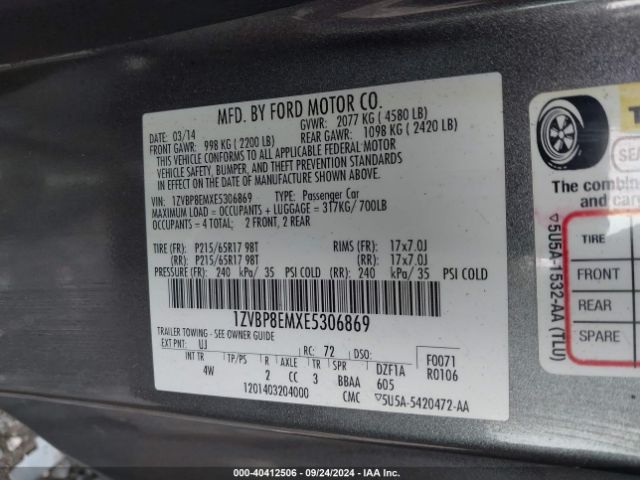 MFD. BY FORD MOTOR CO.
DATE: 03/14 GVWR: 2077 KG ( 4580 LB)
FRONT GAWR: 998 KG ( 2200 LB) REAR GAWR: 1098 KG ( 2420 LB)
THIS VEHICLE CONFORMS TO ALL APPLICABLE FEDERAL MOTOR
VEHICLE SAFETY, BUMPER, AND THEFT PREVENTION STANDARDS
IN EFFECT ON THE DATE OF MANUFACTURE SHOWN ABOVE.
VIN: 1ZVBP8EMXE5306869 TYPE: Passenger Car
MAXIMUM LOAD = OCCUPANTS + LUGGAGE = 317KG/700LB
OCCUPANTS = 4 TOTAL; 2 FRONT, 2 REAR
TIRE (FR): P215/65R17 98T RIMS (FR): 17x7.0J
(RR): P215/65R17 98T (RR): 17x7.0J
PRESSURE (FR): 240 kPa/ 35 PSI COLD (RR): 240 kPa/ 35 PSI COLD
1ZVBP8EMXE5306869
TRAILER TOWING - SEE OWNER GUIDE
EXT PNT: UJ RC: 72 DSO: F0071
INT TR TP/PS R AXLE TR SPR DZF1A R0106
4W 2 CC 3 BBAA 605
1201403204000 CMC ▽5U5A-5420472-AA
T
SEA
The combin
and car
▽5U5A-1532-AA (TLU)
TIRE
FRONT
REAR
SPARE
000-40412506 - 09/24/2024 - IAA Inc.